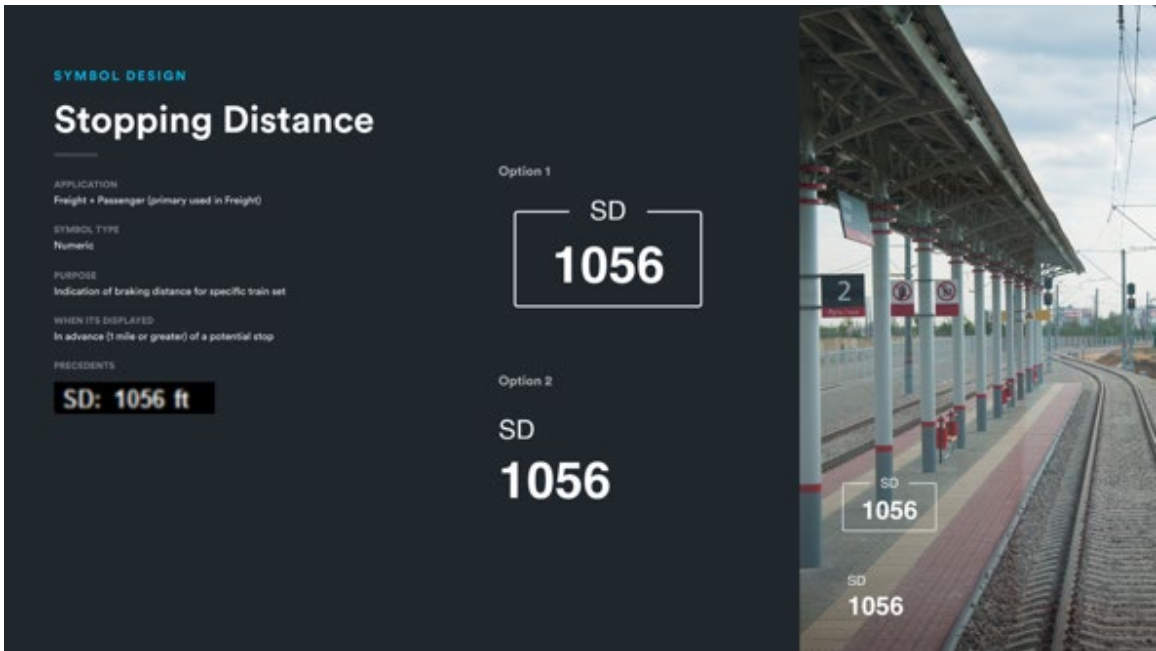 SYMBOL DESIGN
Stopping Distance
APPLICATION
Freight + Passenger (primary used in Freight)
SYMBOL TYPE
Numeric
PURPOSE
Indication of braking distance for specific train set
WHEN ITS DISPLAYED
In advance (1 mile or greater) of a potential stop
PRECEDENTS
SD: 1056 ft
Option 1
SD
1056
Option 2
SD
1056
2
SD
1056
SD
1056